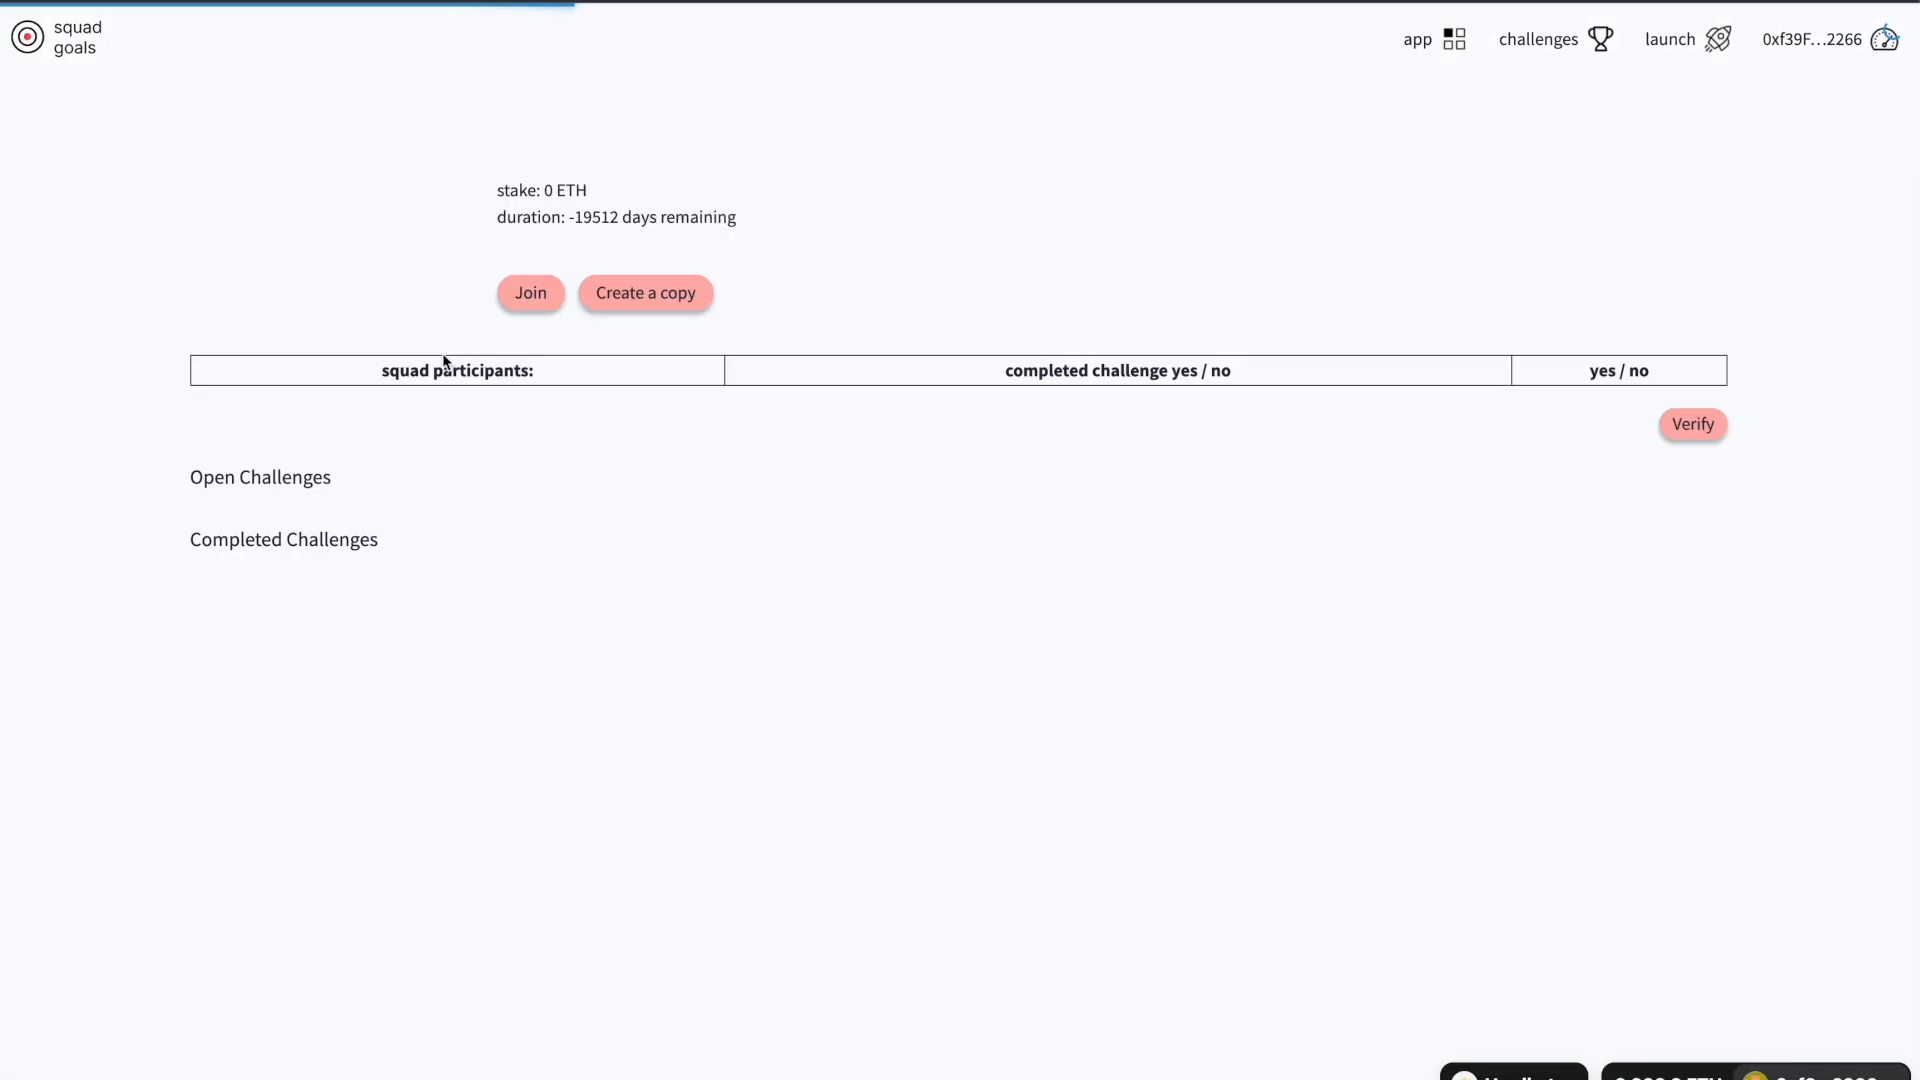 squad
goals
app
challenges
launch
0xf39F...2266
stake: 0 ETH
duration: -19512 days remaining
Join
Create a copy
squad participants:
completed challenge yes / no
yes / no
Verify
Open Challenges
Completed Challenges